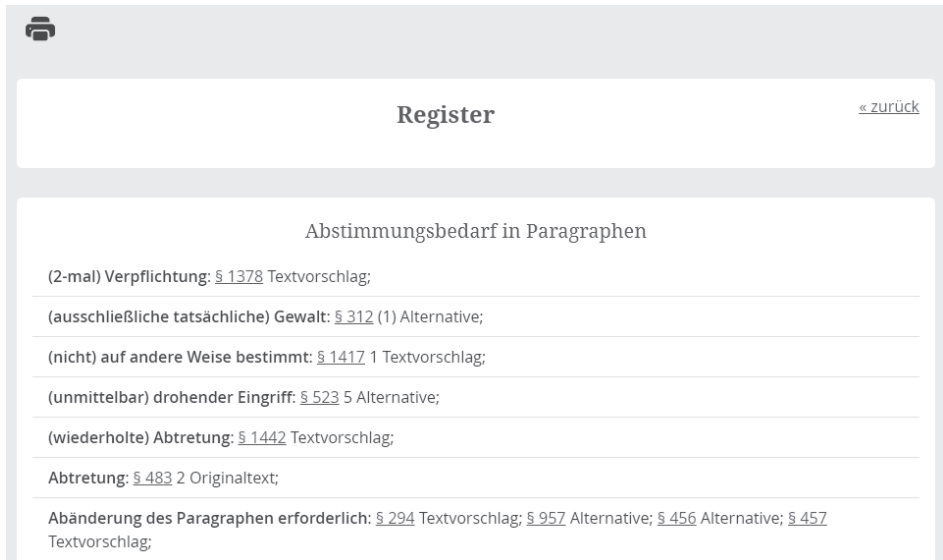 Register
« zurück
Abstimmungsbedarf in Paragraphen
(2-mal) Verpflichtung: § 1378 Textvorschlag;
(ausschließliche tatsächliche) Gewalt: § 312 (1) Alternative;
(nicht) auf andere Weise bestimmt: § 1417 1 Textvorschlag;
(unmittelbar) drohender Eingriff: § 523 5 Alternative;
(wiederholte) Abtretung: § 1442 Textvorschlag;
Abtretung: § 483 2 Originaltext;
Abänderung des Paragraphen erforderlich: § 294 Textvorschlag; § 957 Alternative; § 456 Alternative; § 457
Textvorschlag;